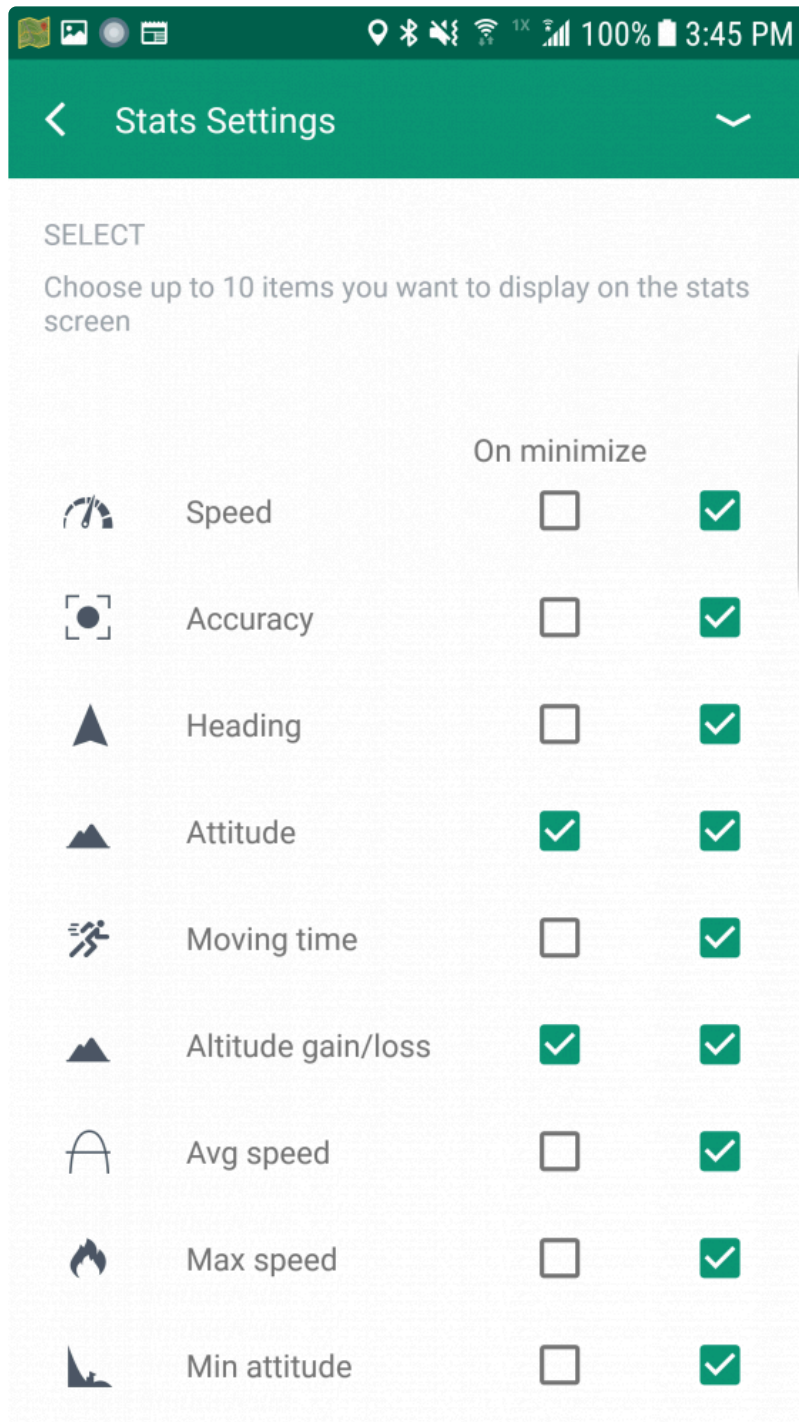 1X 100% 3:45 PM
Stats Settings
SELECT
Choose up to 10 items you want to display on the stats
screen
On minimize
Speed
Accuracy
Heading
Attitude
Moving time
Altitude gain/loss
Avg speed
Max speed
Min attitude